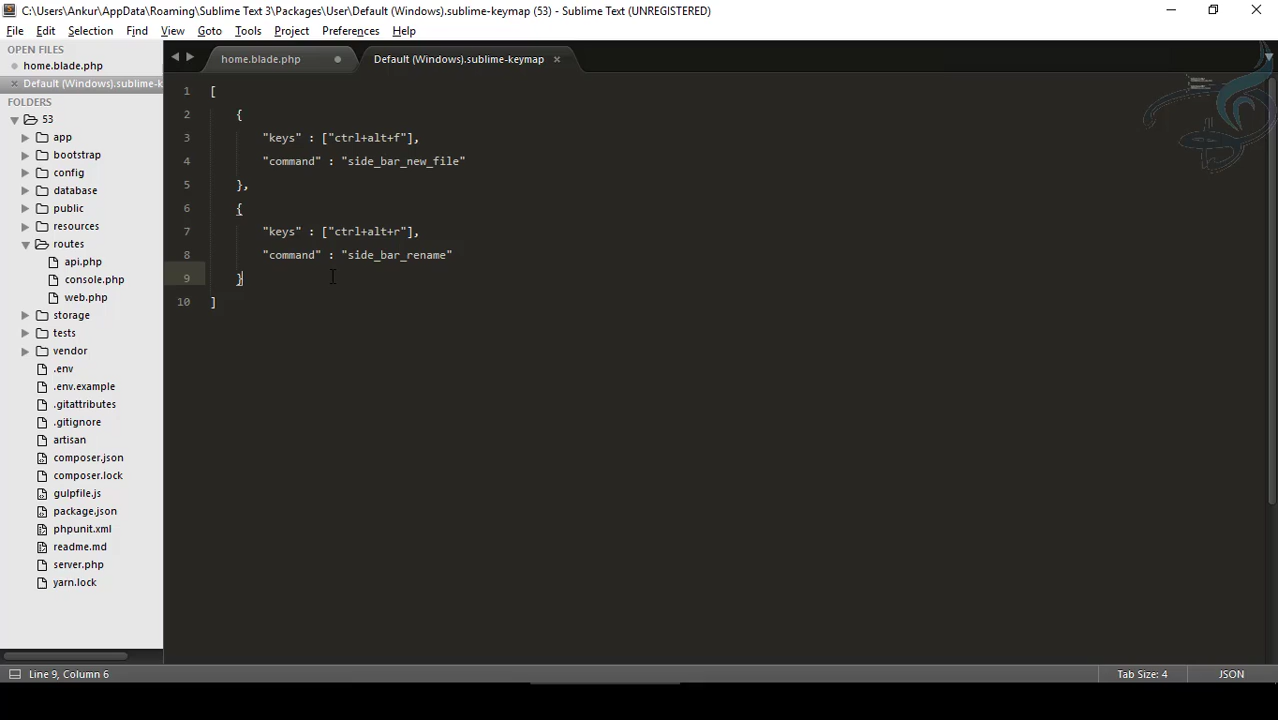 C:\Users\Ankur\AppData\Roaming\Sublime Text 3\Packages\User\Default (Windows).sublime-keymap (53) - Sublime Text (UNREGISTERED)
File Edit Selection Find View Goto Tools Project Preferences Help
OPEN FILES
home.blade.php
Default (Windows).sublime-k
FOLDERS
53
app
bootstrap
config
database
public
resources
routes
api.php
console.php
web.php
storage
tests
vendor
.env
.env.example
.gitattributes
.gitignore
artisan
composer.json
composer.lock
gulpfile.js
package.json
phpunit.xml
readme.md
server.php
yarn.lock
home.blade.php Default (Windows).sublime-keymap
1 [
2 {
3 "keys" : ["ctrl+alt+f"],
4 "command" : "side_bar_new_file"
5 },
6 {
7 "keys" : ["ctrl+alt+r"],
8 "command" : "side_bar_rename"
9 }
10 ]
Line 9, Column 6 Tab Size: 4 JSON